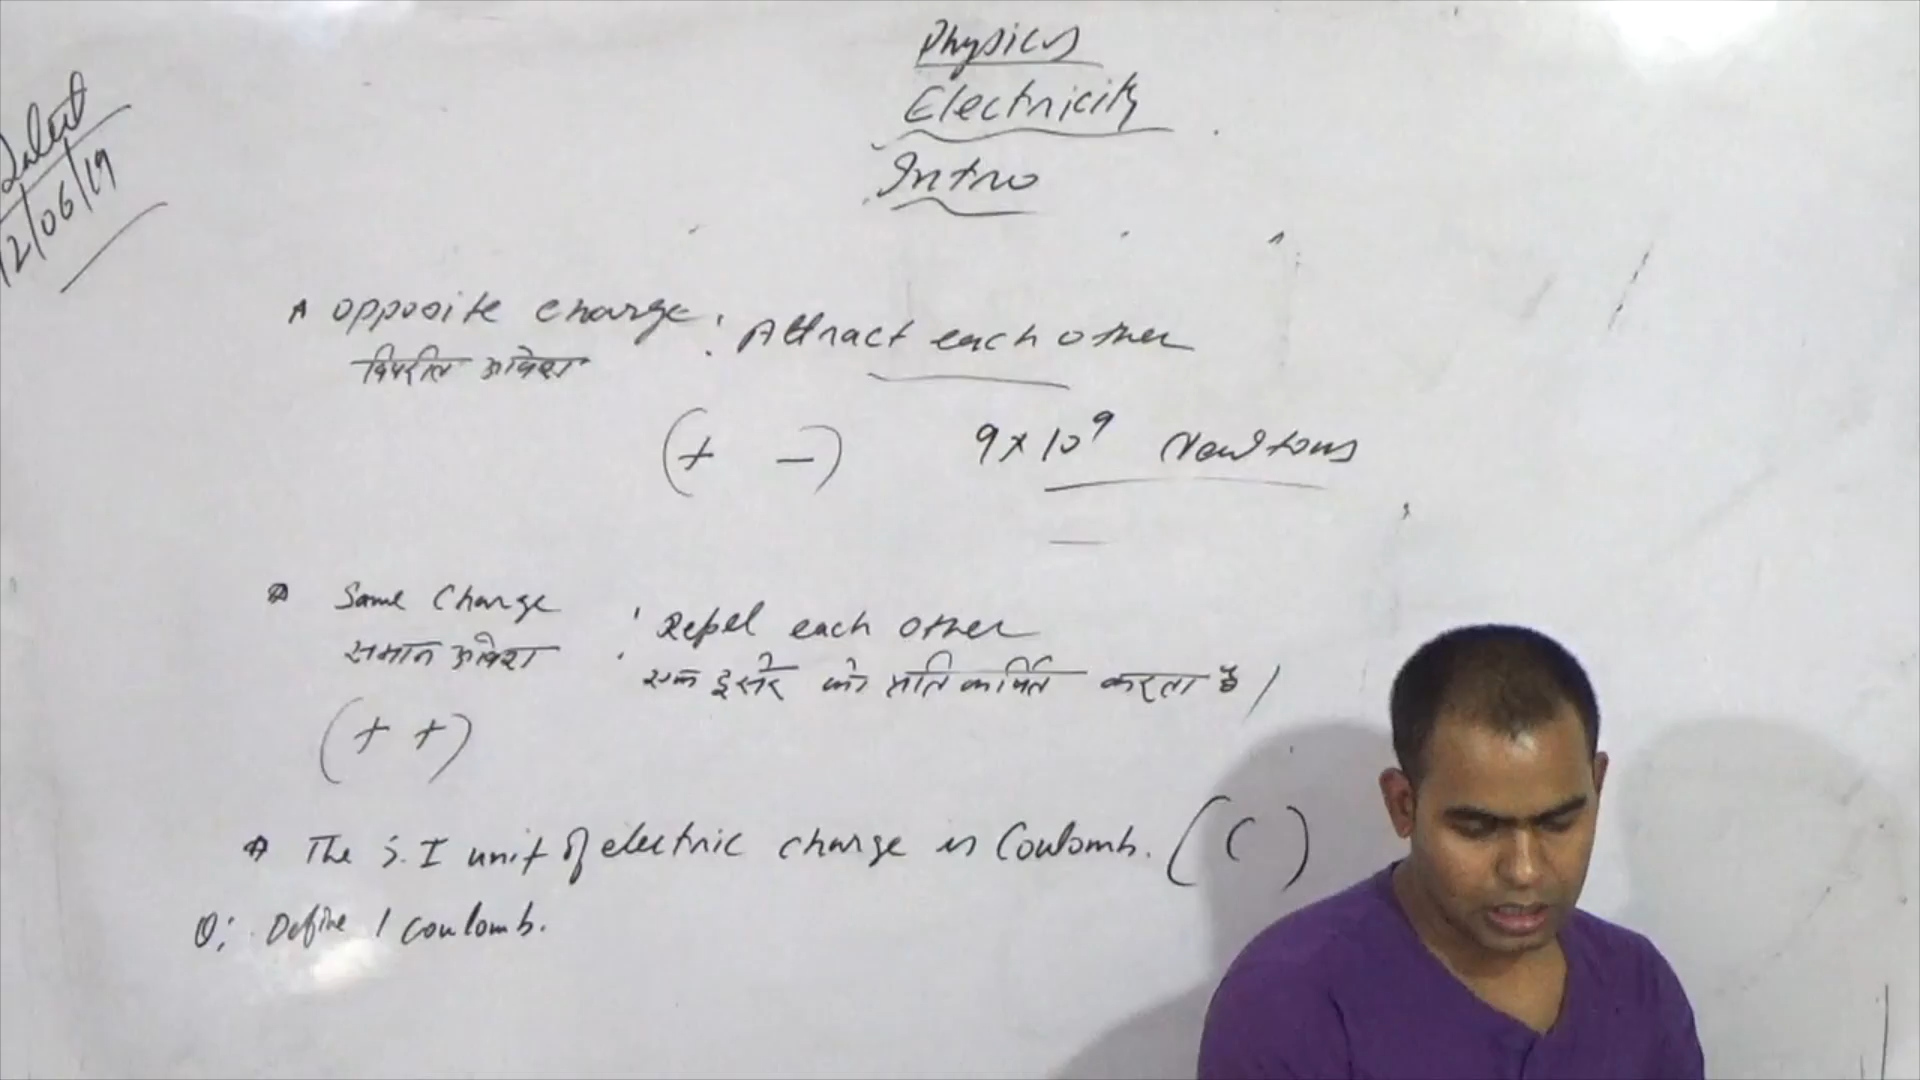 Physics
Electricity
Intro
12/06/19
opposite charge : Attract each other
विपरीत आवेश
(+ -) 9×10⁹ Newtons
Same Charge : Repel each other
समान आवेश एक दूसरे को प्रतिकर्षित करता है।
(+ +)
The S.I unit of electric charge is Coulomb. (C)
Q: Define 1 coulomb.